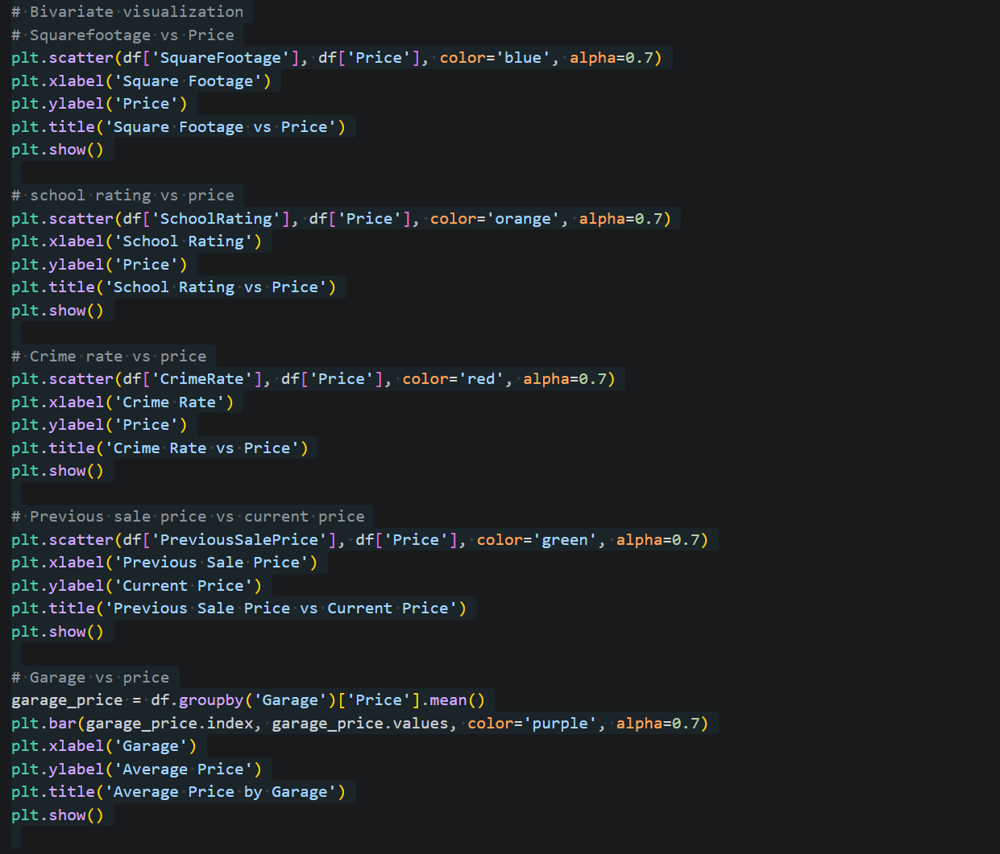 # Bivariate visualization
# Squarefootage vs Price
plt.scatter(df['SquareFootage'], df['Price'], color='blue', alpha=0.7)
plt.xlabel('Square Footage')
plt.ylabel('Price')
plt.title('Square Footage vs Price')
plt.show()

# school rating vs price
plt.scatter(df['SchoolRating'], df['Price'], color='orange', alpha=0.7)
plt.xlabel('School Rating')
plt.ylabel('Price')
plt.title('School Rating vs Price')
plt.show()

# Crime rate vs price
plt.scatter(df['CrimeRate'], df['Price'], color='red', alpha=0.7)
plt.xlabel('Crime Rate')
plt.ylabel('Price')
plt.title('Crime Rate vs Price')
plt.show()

# Previous sale price vs current price
plt.scatter(df['PreviousSalePrice'], df['Price'], color='green', alpha=0.7)
plt.xlabel('Previous Sale Price')
plt.ylabel('Current Price')
plt.title('Previous Sale Price vs Current Price')
plt.show()

# Garage vs price
garage_price = df.groupby('Garage')['Price'].mean()
plt.bar(garage_price.index, garage_price.values, color='purple', alpha=0.7)
plt.xlabel('Garage')
plt.ylabel('Average Price')
plt.title('Average Price by Garage')
plt.show()